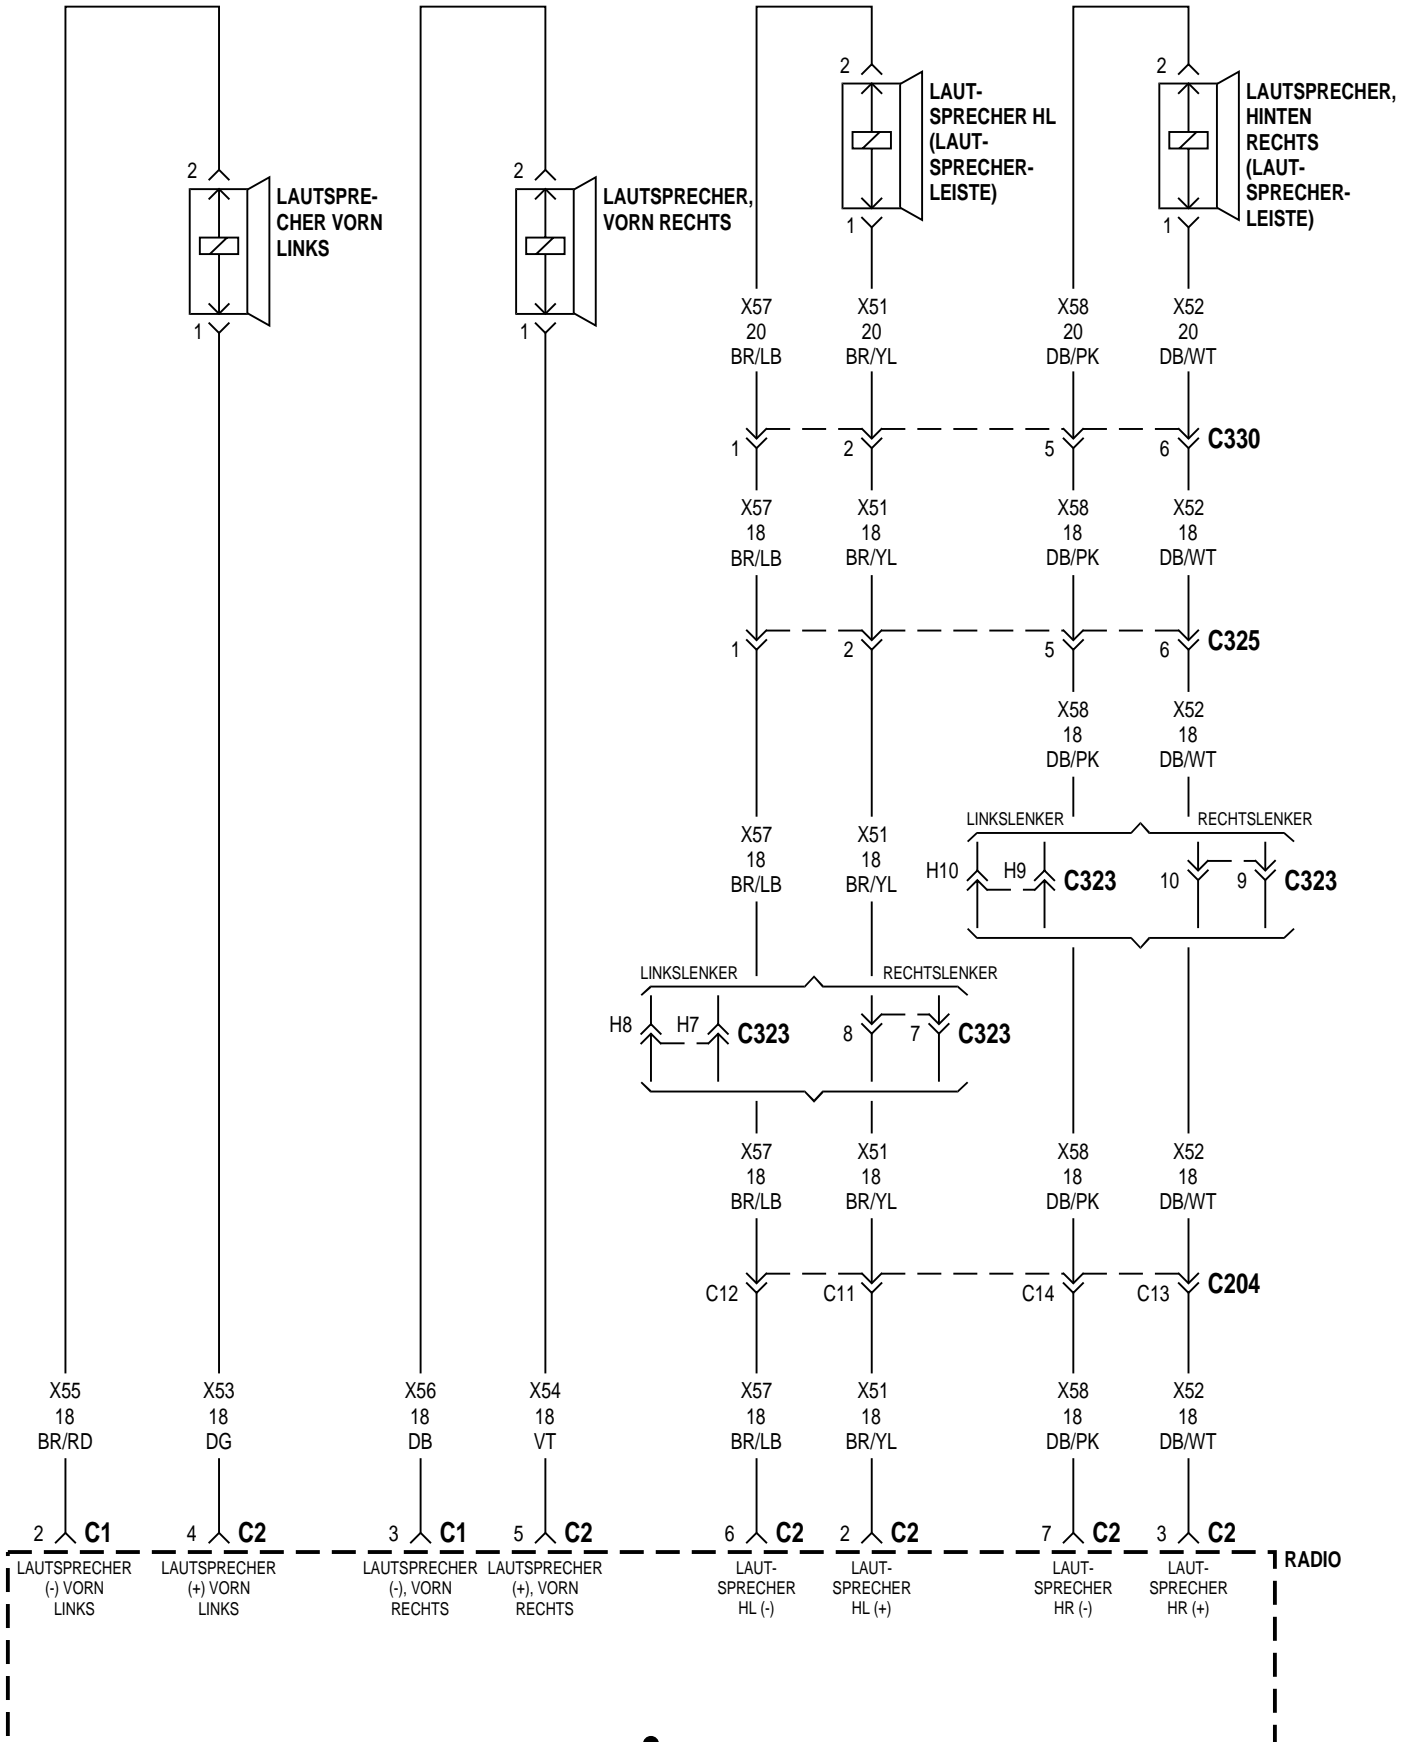 2
LAUT-
SPRECHER HL
(LAUT-
SPRECHER-
LEISTE)
1
2
LAUTSPRECHER,
HINTEN
RECHTS
(LAUT-
SPRECHER-
LEISTE)
1
2
LAUTSPRE-
CHER VORN
LINKS
1
2
LAUTSPRECHER,
VORN RECHTS
1
X57
20
BR/LB
X51
20
BR/YL
X58
20
DB/PK
X52
20
DB/WT
1 2 5 6 C330
X57
18
BR/LB
X51
18
BR/YL
X58
18
DB/PK
X52
18
DB/WT
1 2 5 6 C325
X58
18
DB/PK
X52
18
DB/WT
LINKSLENKER RECHTSLENKER
H10 H9 C323 10 9 C323
X57
18
BR/LB
X51
18
BR/YL
LINKSLENKER RECHTSLENKER
H8 H7 C323 8 7 C323
X57
18
BR/LB
X51
18
BR/YL
X58
18
DB/PK
X52
18
DB/WT
C12 C11 C14 C13 C204
X55
18
BR/RD
X53
18
DG
X56
18
DB
X54
18
VT
X57
18
BR/LB
X51
18
BR/YL
X58
18
DB/PK
X52
18
DB/WT
2 C1 4 C2 3 C1 5 C2 6 C2 2 C2 7 C2 3 C2
RADIO
LAUTSPRECHER
(-) VORN
LINKS
LAUTSPRECHER
(+) VORN
LINKS
LAUTSPRECHER
(-), VORN
RECHTS
LAUTSPRECHER
(+), VORN
RECHTS
LAUT-
SPRECHER
HL (-)
LAUT-
SPRECHER
HL (+)
LAUT-
SPRECHER
HR (-)
LAUT-
SPRECHER
HR (+)